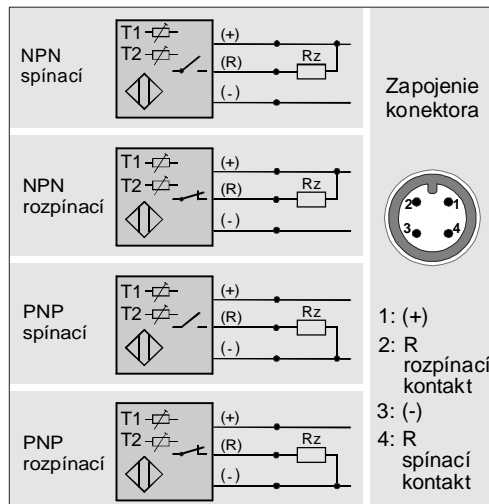 NPN
spínací
T1
T2
(+)
(R)
(-)
Rz
NPN
rozpínací
T1
T2
(+)
(R)
(-)
Rz
PNP
spínací
T1
T2
(+)
(R)
(-)
Rz
PNP
rozpínací
T1
T2
(+)
(R)
(-)
Rz
Zapojenie
konektora
2 1
3 4
1: (+)
2: R
rozpínací
kontakt
3: (-)
4: R
spínací
kontakt